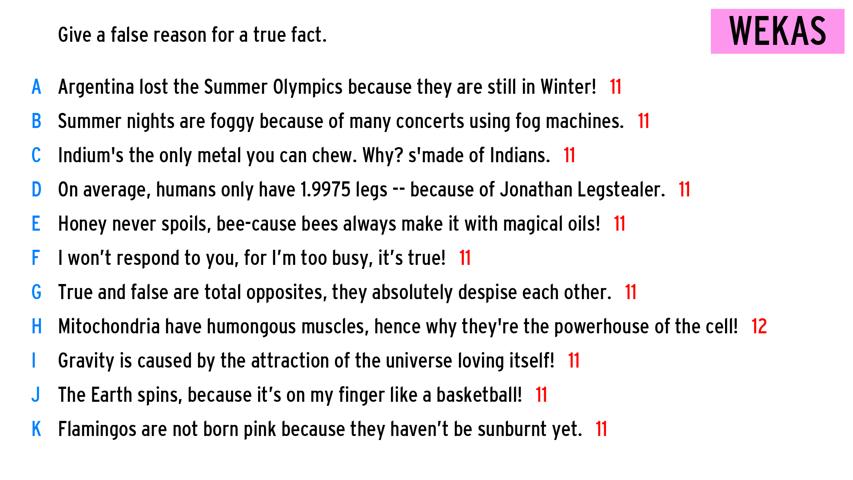 Give a false reason for a true fact.
WEKAS
A Argentina lost the Summer Olympics because they are still in Winter! 11
B Summer nights are foggy because of many concerts using fog machines. 11
C Indium's the only metal you can chew. Why? s'made of Indians. 11
D On average, humans only have 1.9975 legs -- because of Jonathan Legstealer. 11
E Honey never spoils, bee-cause bees always make it with magical oils! 11
F I won’t respond to you, for I’m too busy, it’s true! 11
G True and false are total opposites, they absolutely despise each other. 11
H Mitochondria have humongous muscles, hence why they're the powerhouse of the cell! 12
I Gravity is caused by the attraction of the universe loving itself! 11
J The Earth spins, because it’s on my finger like a basketball! 11
K Flamingos are not born pink because they haven’t be sunburnt yet. 11